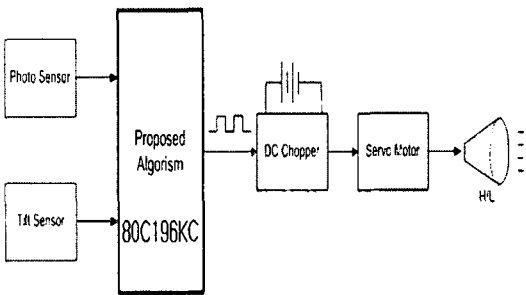 Photo Sensor
Proposed
Algorism
80C196KC
Tilt Sensor
DC Chopper
Servo Motor
H/L